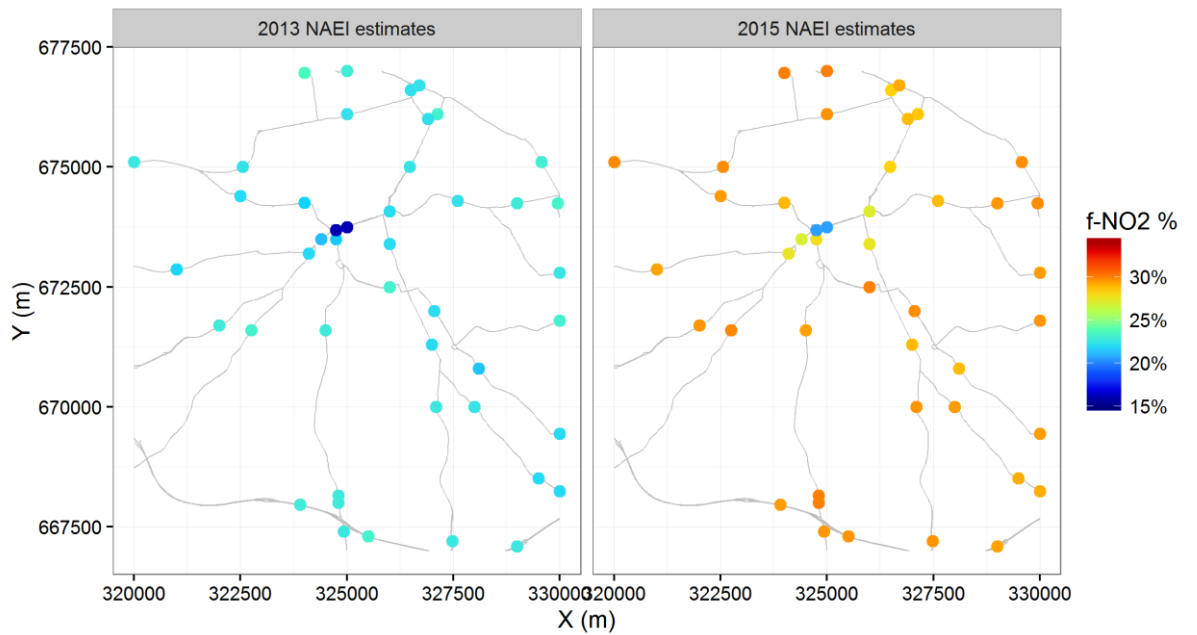 2013 NAEI estimates
2015 NAEI estimates
677500
675000
672500
670000
667500
Y (m)
320000 322500 325000 327500 330000
320000 322500 325000 327500 330000
X (m)
f-NO2 %
30%
25%
20%
15%